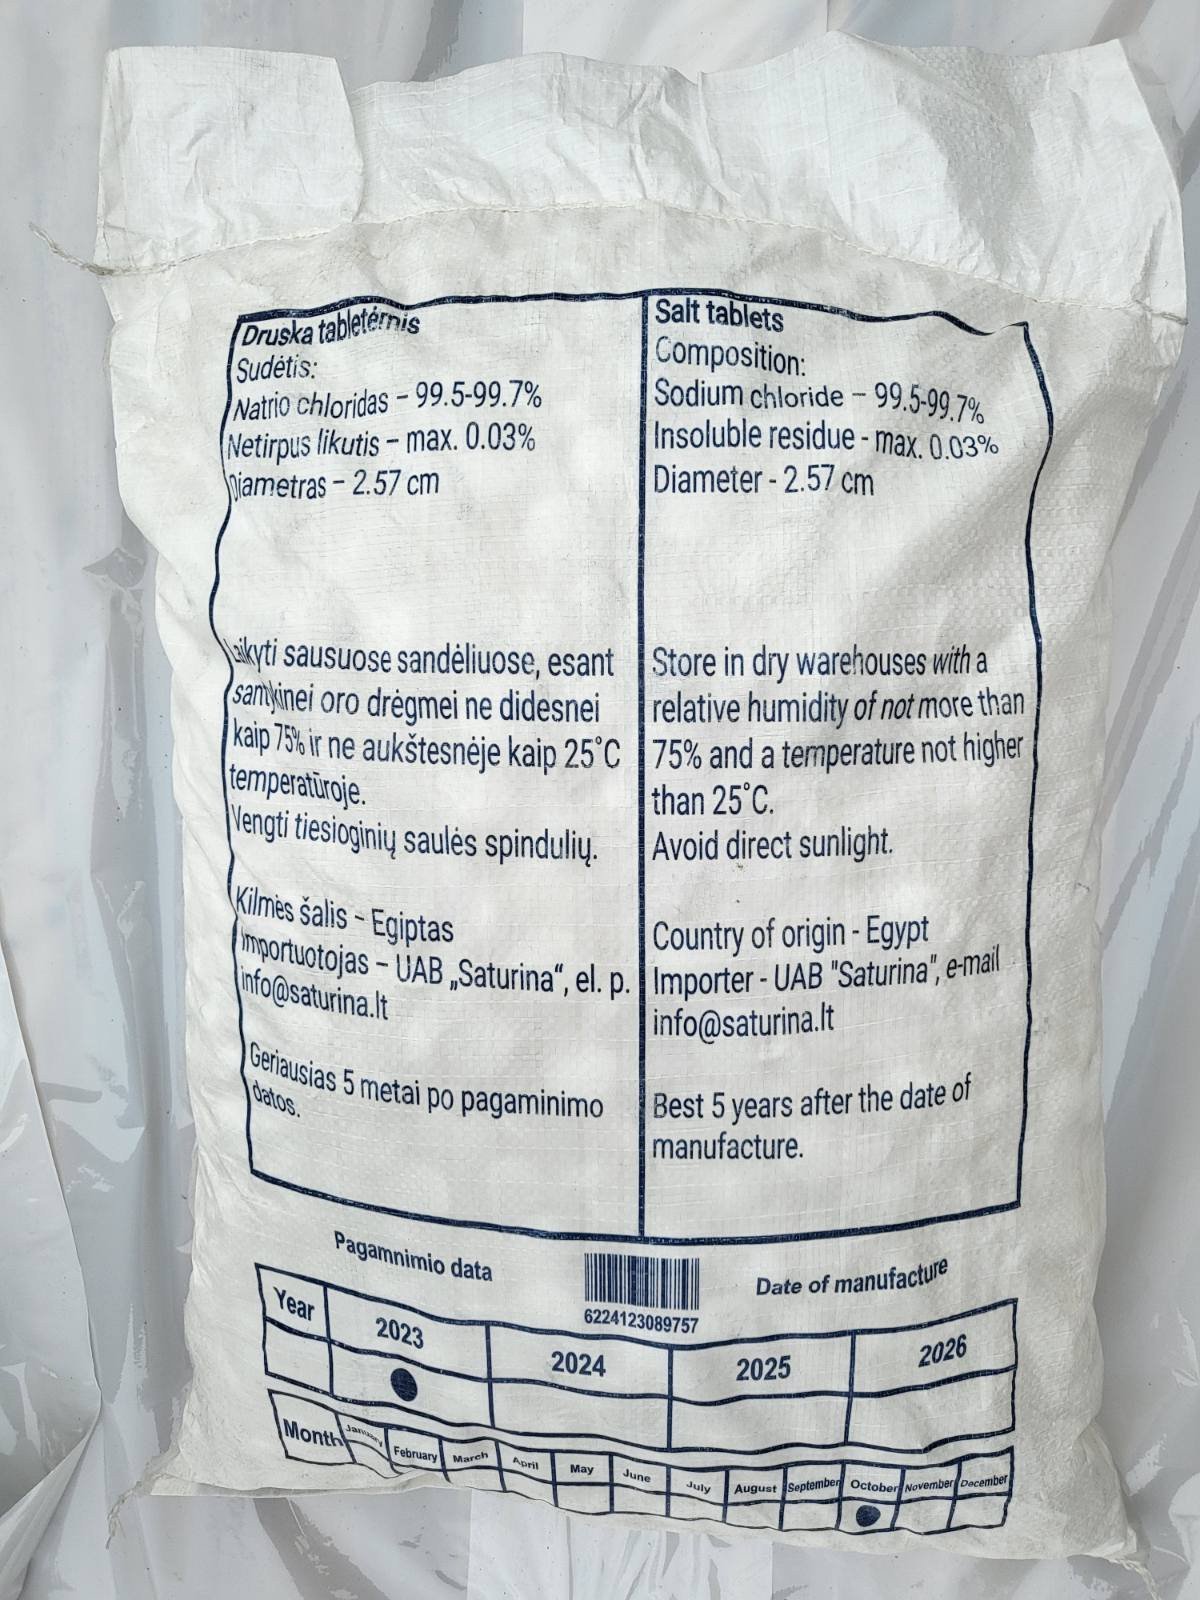 Druska tabletėmis
Sudėtis:
Natrio chloridas – 99.5-99.7%
Netirpus likutis – max. 0.03%
Diametras – 2.57 cm
Laikyti sausuose sandėliuose, esant
santykinei oro drėgmei ne didesnei
kaip 75% ir ne aukštesnėje kaip 25°C
temperatūroje.
Vengti tiesioginių saulės spindulių.
Kilmės šalis – Egiptas
Importuotojas – UAB „Saturina“, el. p.
info@saturina.lt
Geriausias 5 metai po pagaminimo
datos.
Salt tablets
Composition:
Sodium chloride – 99.5-99.7%
Insoluble residue - max. 0.03%
Diameter - 2.57 cm
Store in dry warehouses with a
relative humidity of not more than
75% and a temperature not higher
than 25°C.
Avoid direct sunlight.
Country of origin - Egypt
Importer - UAB "Saturina", e-mail
info@saturina.lt
Best 5 years after the date of
manufacture.
Pagamnimio data
6224123089757
Date of manufacture
Year 2023 2024 2025 2026
Month January February March April May June July August September October November December